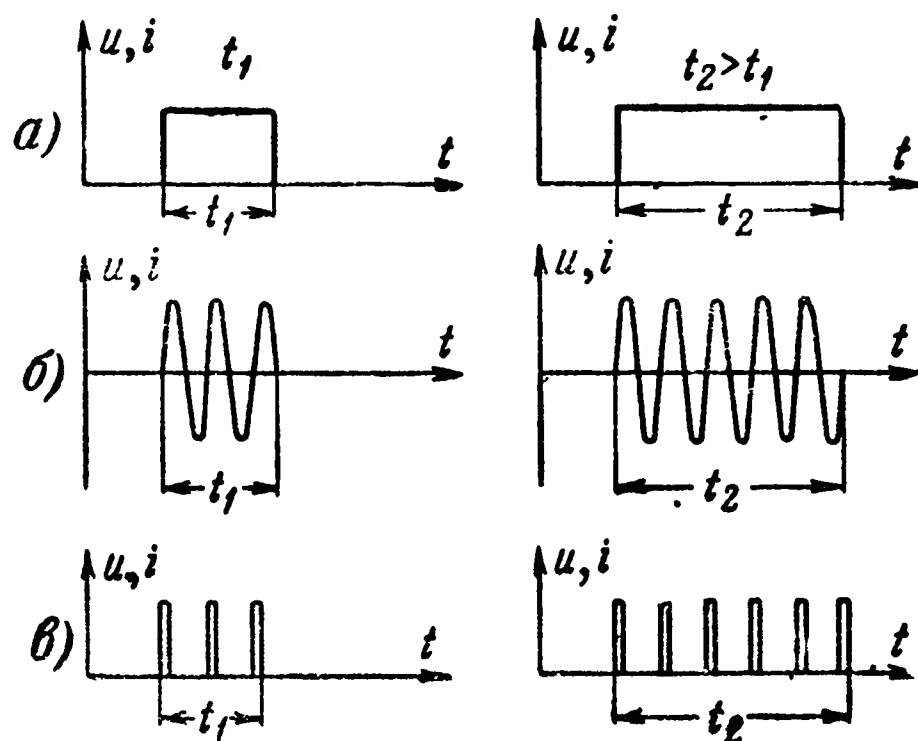 u, i t₁ u, i t₂>t₁
а) t t
t₁ t₂
u, i u, i
б) t t
t₁ t₂
u, i u, i
в) t t
t₁ t₂